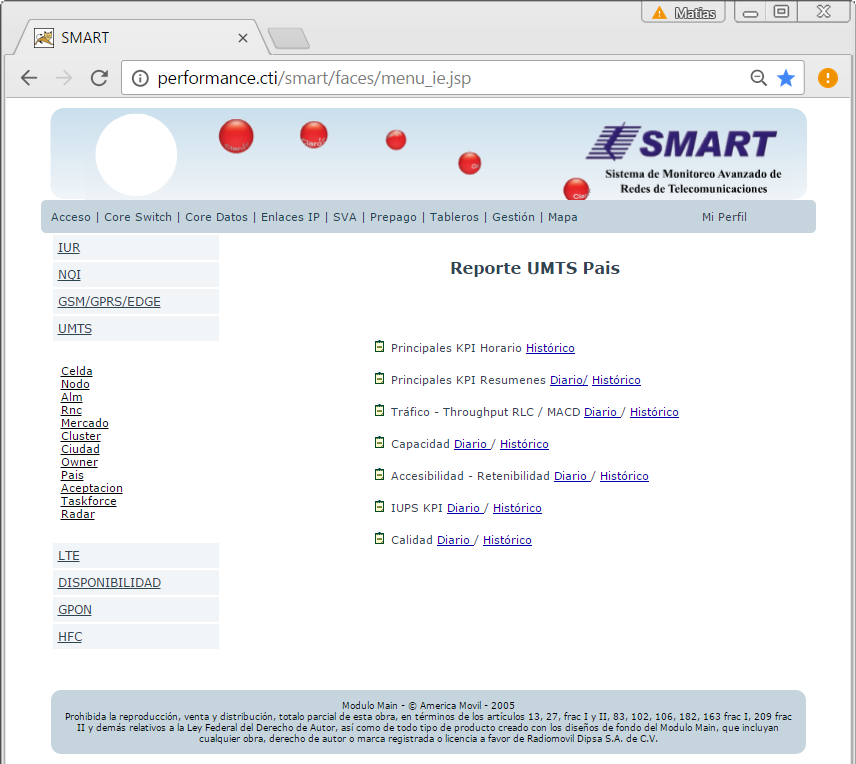 Matias
SMART
performance.cti/smart/faces/menu_ie.jsp
SMART
Sistema de Monitoreo Avanzado de
Redes de Telecomunicaciones
Acceso | Core Switch | Core Datos | Enlaces IP | SVA | Prepago | Tableros | Gestión | Mapa
Mi Perfil
IUR
NQI
GSM/GPRS/EDGE
UMTS
Celda
Nodo
Alm
Rnc
Mercado
Cluster
Ciudad
Owner
Pais
Aceptacion
Taskforce
Radar
LTE
DISPONIBILIDAD
GPON
HFC
Reporte UMTS Pais
Principales KPI Horario Histórico
Principales KPI Resumenes Diario/ Histórico
Tráfico - Throughput RLC / MACD Diario / Histórico
Capacidad Diario / Histórico
Accesibilidad - Retenibilidad Diario / Histórico
IUPS KPI Diario / Histórico
Calidad Diario / Histórico
Modulo Main - © America Movil - 2005
Prohibida la reproducción, venta y distribución, totalo parcial de esta obra, en términos de los artículos 13, 27, frac I y II, 83, 102, 106, 182, 163 frac I, 209 frac
II y demás relativos a la Ley Federal del Derecho de Autor, así como de todo tipo de producto creado con los diseños de fondo del Modulo Main, que incluyan
cualquier obra, derecho de autor o marca registrada o licencia a favor de Radiomovil Dipsa S.A. de C.V.